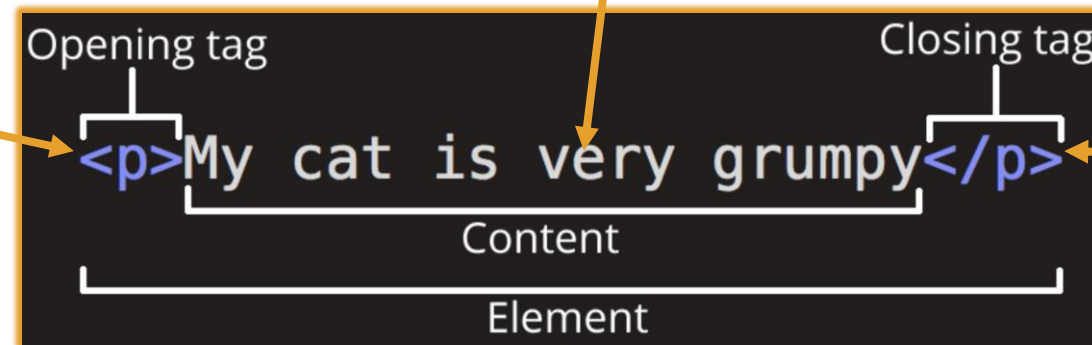 Opening tag Closing tag
<p>My cat is very grumpy</p>
Content
Element